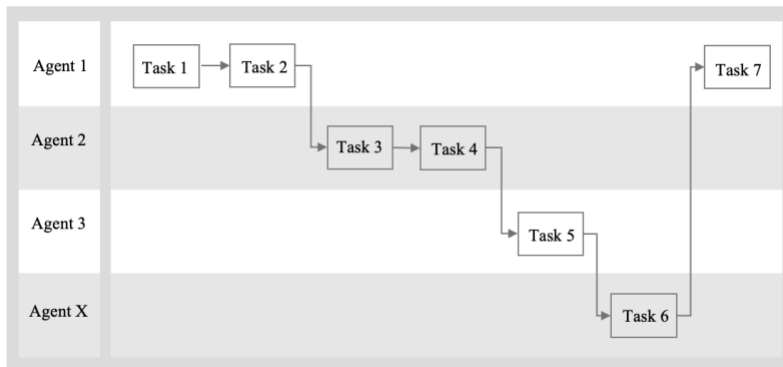 Agent 1
Task 1
Task 2
Task 7
Agent 2
Task 3
Task 4
Agent 3
Task 5
Agent X
Task 6